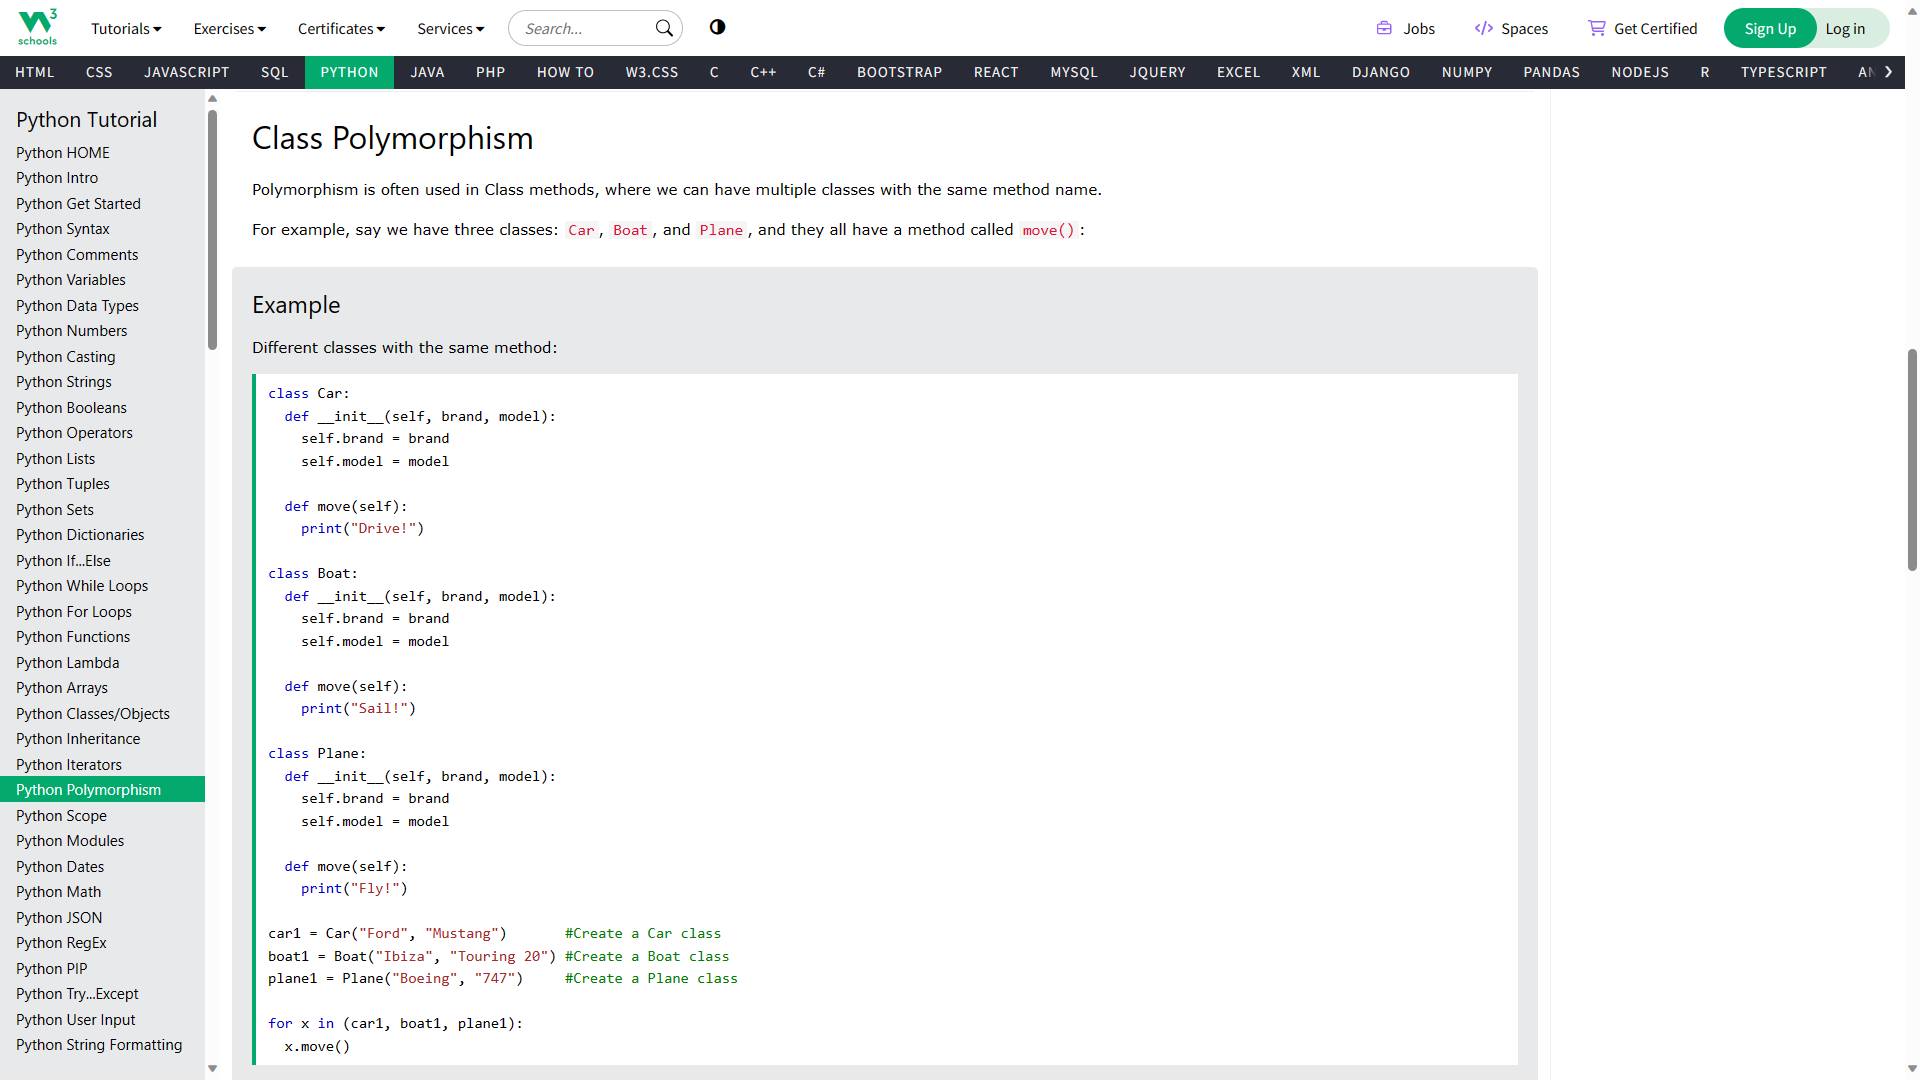 W3 schools
Tutorials Exercises Certificates Services Search... Jobs Spaces Get Certified Sign Up Log in
HTML CSS JAVASCRIPT SQL PYTHON JAVA PHP HOW TO W3.CSS C C++ C# BOOTSTRAP REACT MYSQL JQUERY EXCEL XML DJANGO NUMPY PANDAS NODEJS R TYPESCRIPT AN
Python Tutorial
Python HOME
Python Intro
Python Get Started
Python Syntax
Python Comments
Python Variables
Python Data Types
Python Numbers
Python Casting
Python Strings
Python Booleans
Python Operators
Python Lists
Python Tuples
Python Sets
Python Dictionaries
Python If...Else
Python While Loops
Python For Loops
Python Functions
Python Lambda
Python Arrays
Python Classes/Objects
Python Inheritance
Python Iterators
Python Polymorphism
Python Scope
Python Modules
Python Dates
Python Math
Python JSON
Python RegEx
Python PIP
Python Try...Except
Python User Input
Python String Formatting
Class Polymorphism
Polymorphism is often used in Class methods, where we can have multiple classes with the same method name.
For example, say we have three classes: Car, Boat, and Plane, and they all have a method called move():
Example
Different classes with the same method:
class Car:
  def __init__(self, brand, model):
    self.brand = brand
    self.model = model

  def move(self):
    print("Drive!")

class Boat:
  def __init__(self, brand, model):
    self.brand = brand
    self.model = model

  def move(self):
    print("Sail!")

class Plane:
  def __init__(self, brand, model):
    self.brand = brand
    self.model = model

  def move(self):
    print("Fly!")

car1 = Car("Ford", "Mustang")       #Create a Car class
boat1 = Boat("Ibiza", "Touring 20") #Create a Boat class
plane1 = Plane("Boeing", "747")     #Create a Plane class

for x in (car1, boat1, plane1):
  x.move()